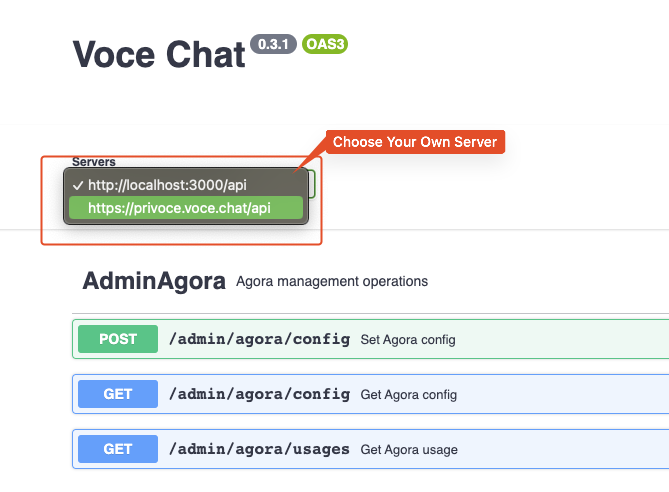 Voce Chat 0.3.1 OAS3
Choose Your Own Server
Servers
✓ http://localhost:3000/api
https://privoce.voce.chat/api
AdminAgora Agora management operations
POST /admin/agora/config Set Agora config
GET /admin/agora/config Get Agora config
GET /admin/agora/usages Get Agora usage